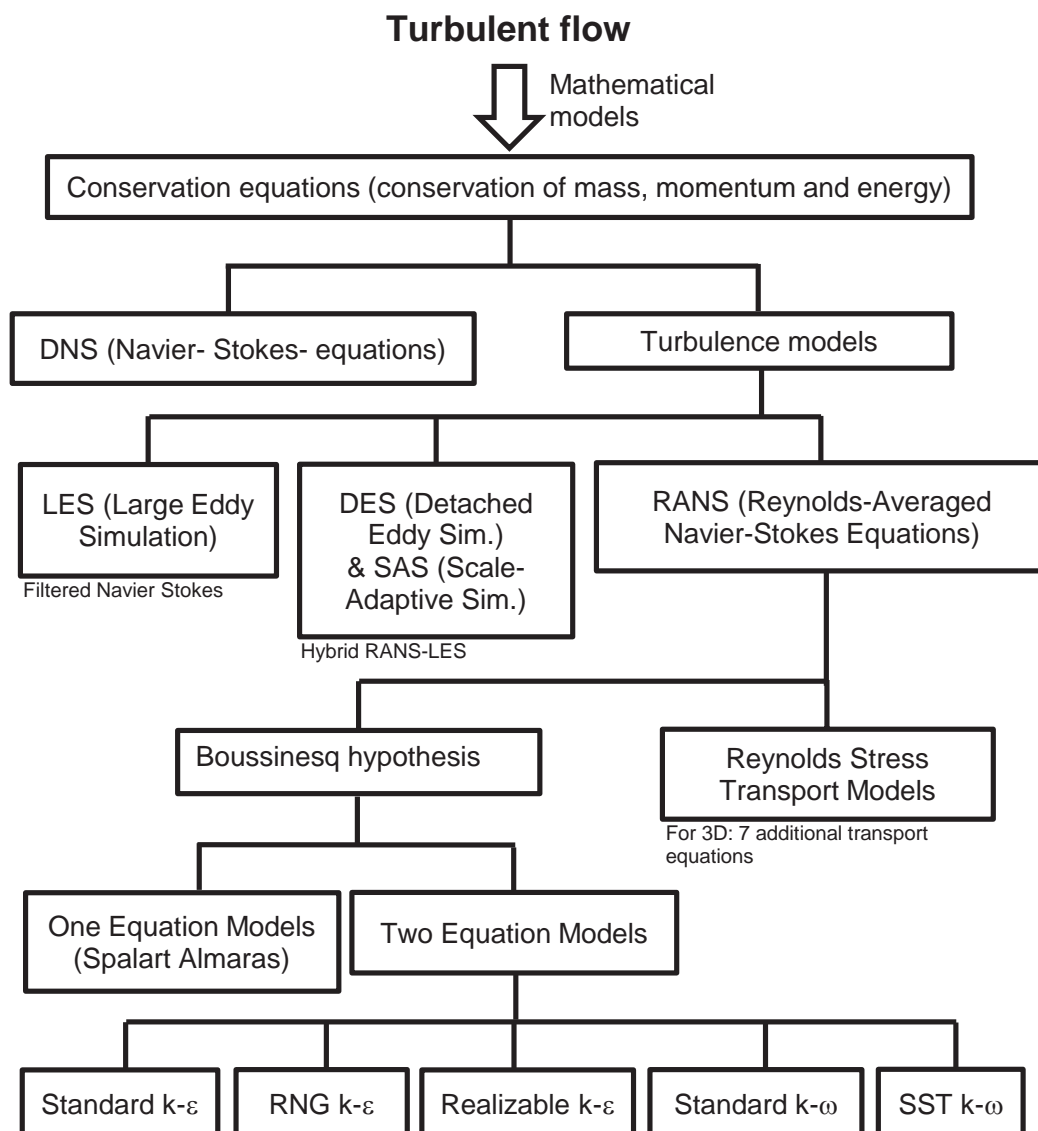 Turbulent flow
Mathematical
models
Conservation equations (conservation of mass, momentum and energy)
DNS (Navier- Stokes- equations)
Turbulence models
LES (Large Eddy
Simulation)
Filtered Navier Stokes
DES (Detached
Eddy Sim.)
& SAS (Scale-
Adaptive Sim.)
Hybrid RANS-LES
RANS (Reynolds-Averaged
Navier-Stokes Equations)
Boussinesq hypothesis
Reynolds Stress
Transport Models
For 3D: 7 additional transport
equations
One Equation Models
(Spalart Almaras)
Two Equation Models
Standard k-ε
RNG k-ε
Realizable k-ε
Standard k-ω
SST k-ω